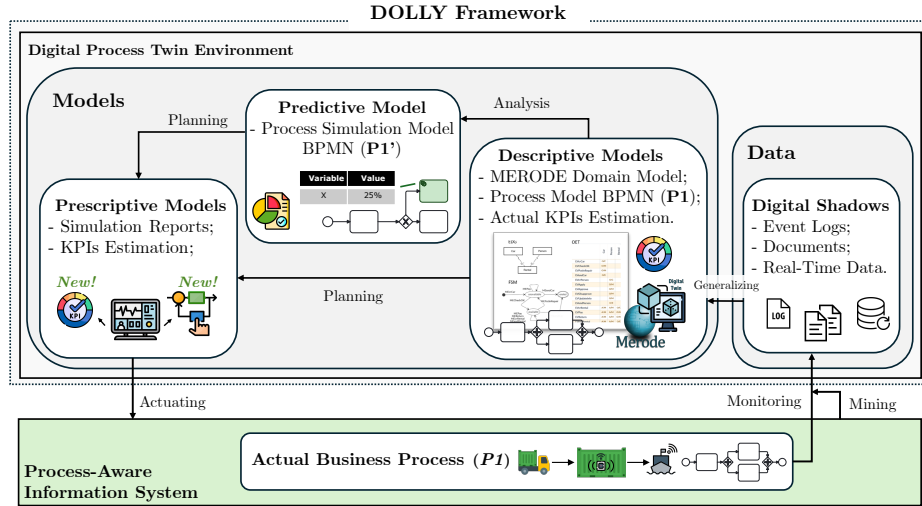 DOLLY Framework
Digital Process Twin Environment
Models
Predictive Model
- Process Simulation Model
BPMN (P1')
Variable Value
X 25%
Analysis
Planning
Descriptive Models
- MERODE Domain Model;
- Process Model BPMN (P1);
- Actual KPIs Estimation.
KPI
OET
FSM
Digital
Twin
Merode
Prescriptive Models
- Simulation Reports;
- KPIs Estimation;
New!
New!
KPI
Planning
Data
Digital Shadows
- Event Logs;
- Documents;
- Real-Time Data.
LOG
Generalizing
Actuating
Monitoring
Mining
Process-Aware
Information System
Actual Business Process (P1)